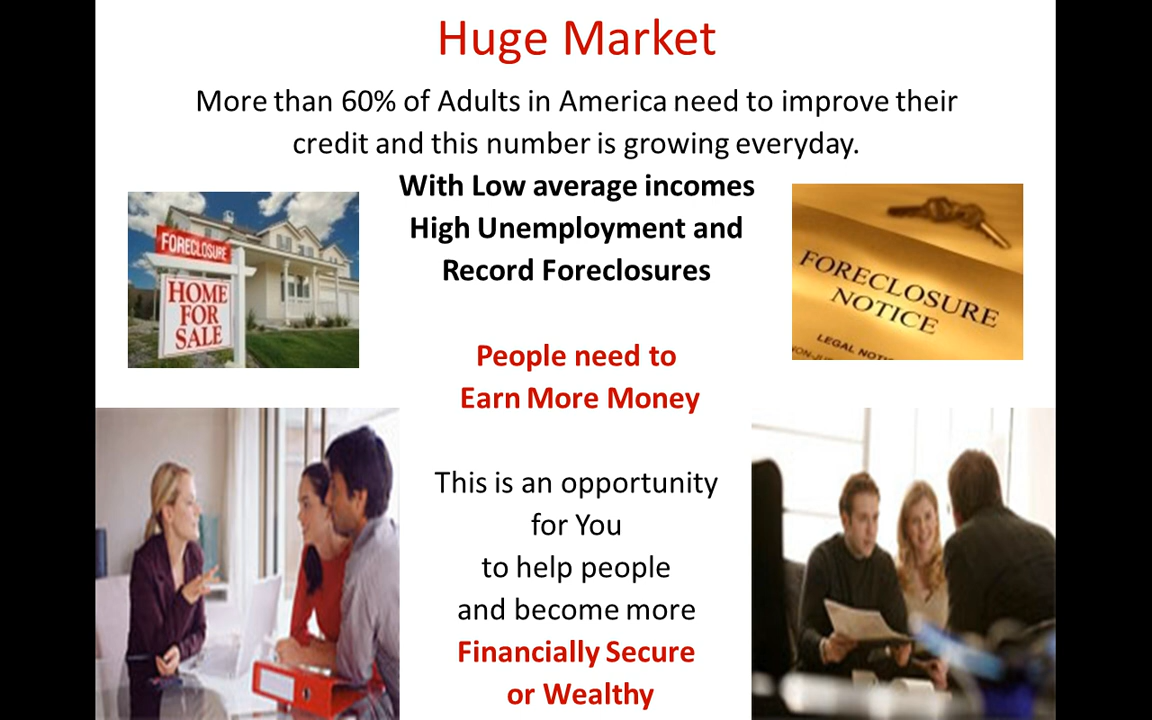 Huge Market
More than 60% of Adults in America need to improve their
credit and this number is growing everyday.
With Low average incomes
High Unemployment and
Record Foreclosures
FORECLOSURE
HOME
FOR
SALE
FORECLOSURE
NOTICE
LEGAL
People need to
Earn More Money
This is an opportunity
for You
to help people
and become more
Financially Secure
or Wealthy